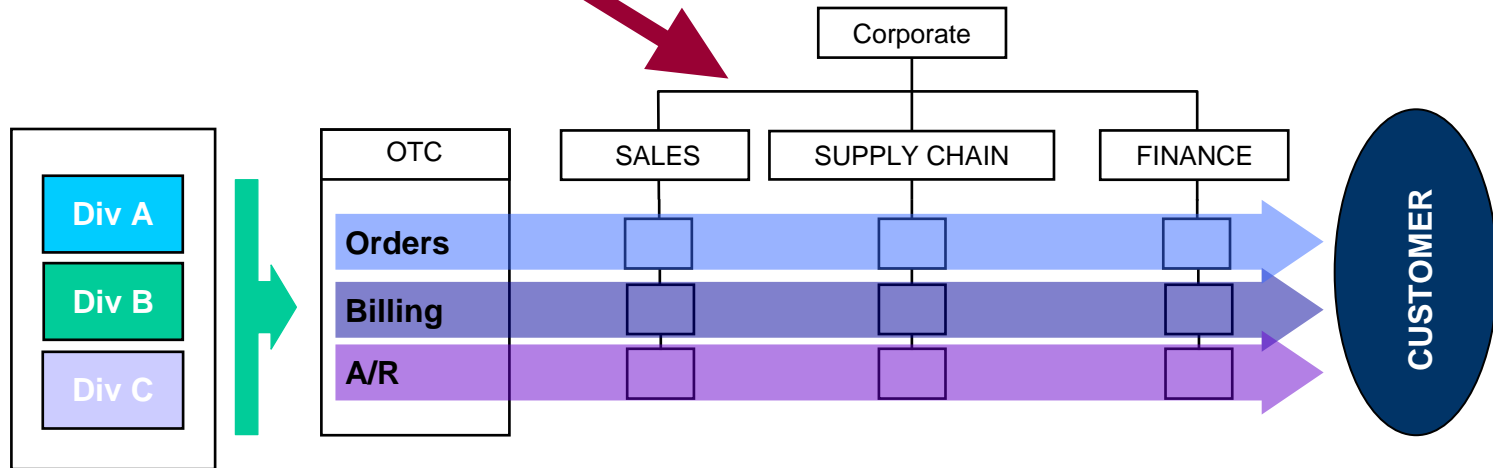 Corporate
OTC
SALES
SUPPLY CHAIN
FINANCE
Div A
Div B
Div C
Orders
Billing
A/R
CUSTOMER